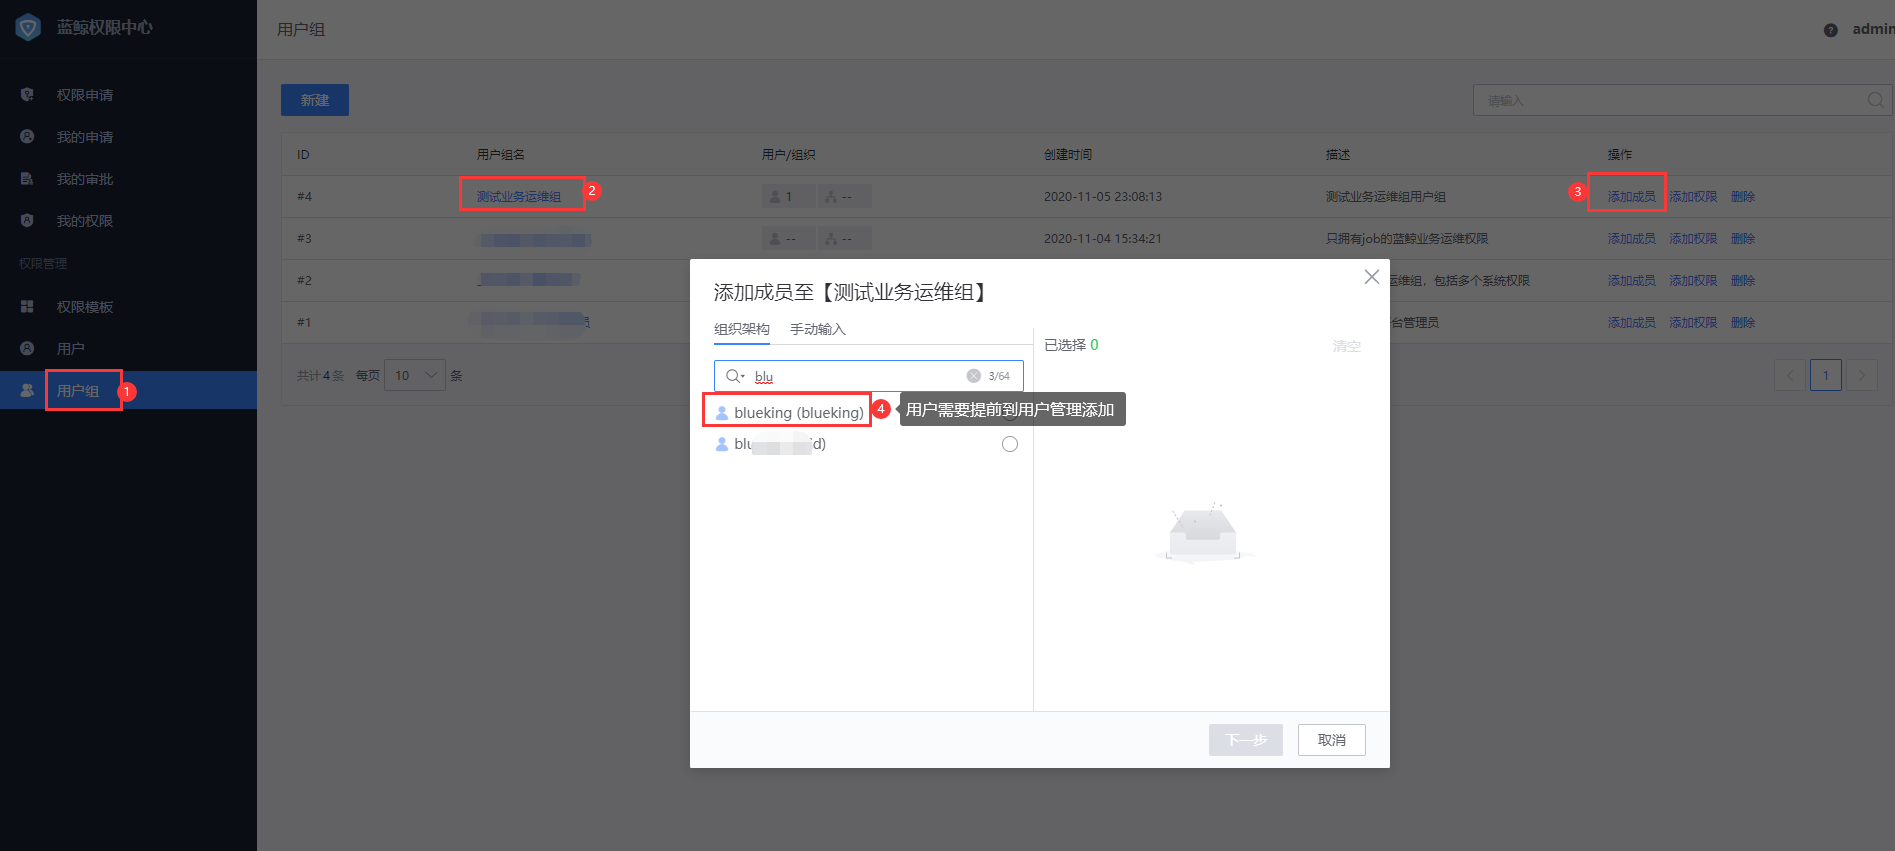 蓝鲸权限中心
权限申请
我的申请
我的审批
我的权限
权限管理
权限模板
用户
用户组
1
用户组
? admin
新建
请输入
ID 用户组名 用户/组织 创建时间 描述 操作
#4 测试业务运维组 2 1 -- 2020-11-05 23:08:13 测试业务运维组用户组 3 添加成员 添加权限 删除
#3 -- -- 2020-11-04 15:34:21 只拥有job的蓝鲸业务运维权限 添加成员 添加权限 删除
#2 运维组，包括多个系统权限 添加成员 添加权限 删除
#1 员 台管理员 添加成员 添加权限 删除
共计4条 每页 10 条
1
添加成员至【测试业务运维组】
组织架构 手动输入
blu 3/64
blueking (blueking) 4 用户需要提前到用户管理添加
blu d)
已选择 0 清空
下一步 取消